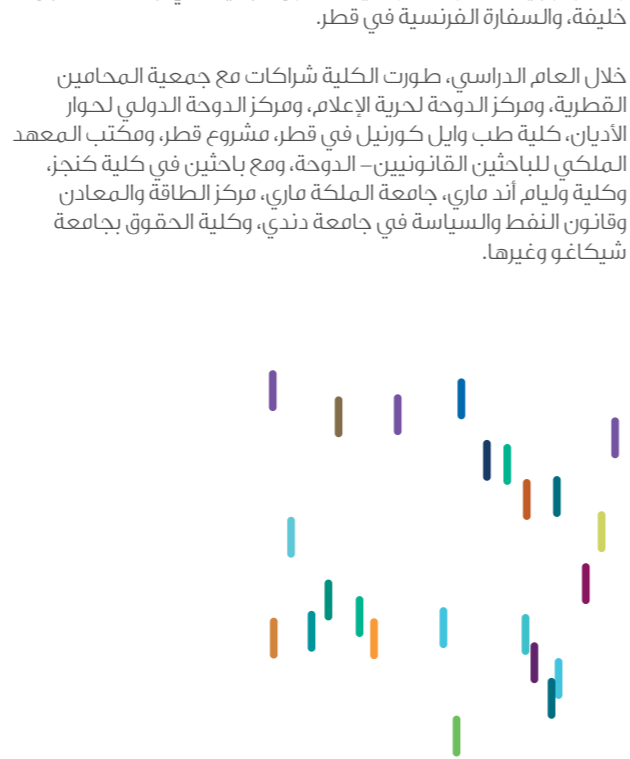 خليفة، والسفارة الفرنسية في قطر.
خلال العام الدراسي، طورت الكلية شراكات مع جمعية المحامين
القطرية، ومركز الدوحة لحرية الإعلام، ومركز الدوحة الدولي لحوار
الأديان، كلية طب وايل كورنيل في قطر، مشروع قطر، ومكتب المعهد
الملكي للباحثين القانونيين– الدوحة، ومع باحثين في كلية كنجز،
وكلية وليام أند ماري، جامعة الملكة ماري، مركز الطاقة والمعادن
وقانون النفط والسياسة في جامعة دندي، وكلية الحقوق بجامعة
شيكاغو وغيرها.